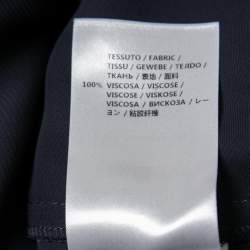 TESSUTO / FABRIC /
TISSU / GEWEBE / TEJIDO /
ТКАНЬ / 表地 / 面料
100% VISCOSA / VISCOSE /
VISCOSE / VISKOSE /
VISCOSA / ВИСКОЗА / レー
ヨン / 粘胶纤维